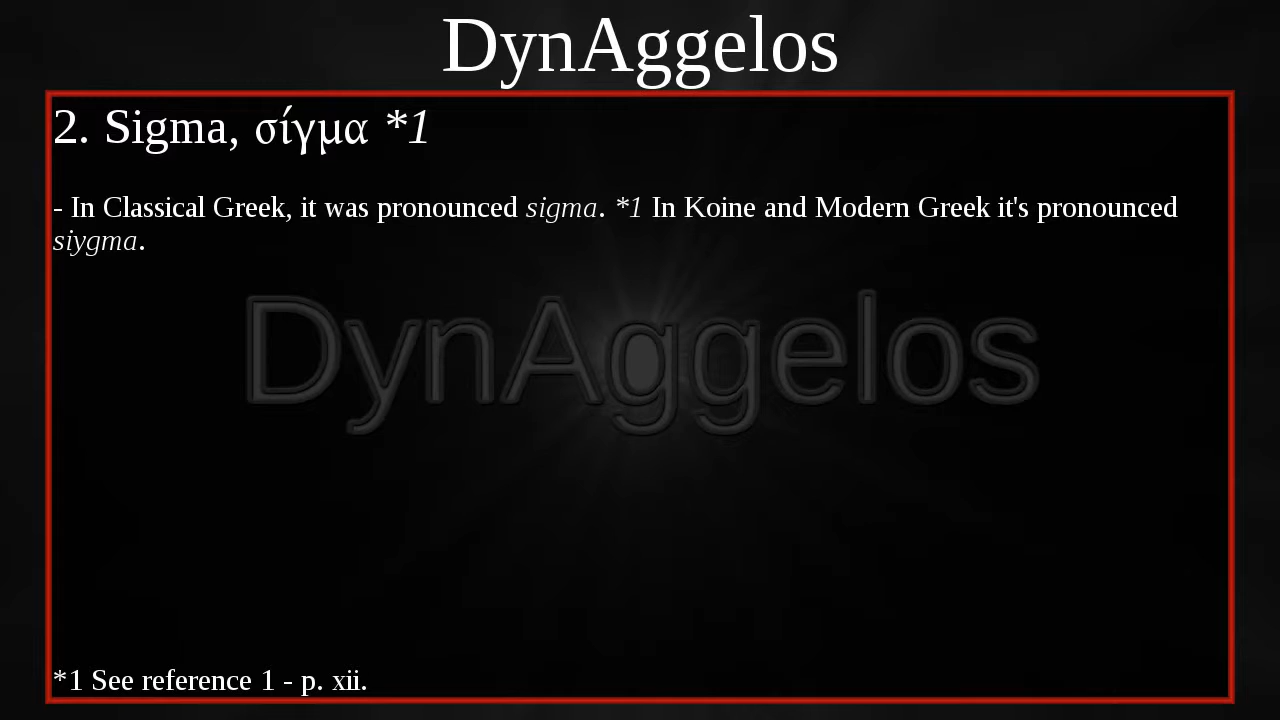 DynAggelos
2. Sigma, σίγμα *1
- In Classical Greek, it was pronounced sigma. *1 In Koine and Modern Greek it's pronounced
siygma.
DynAggelos
*1 See reference 1 - p. xii.